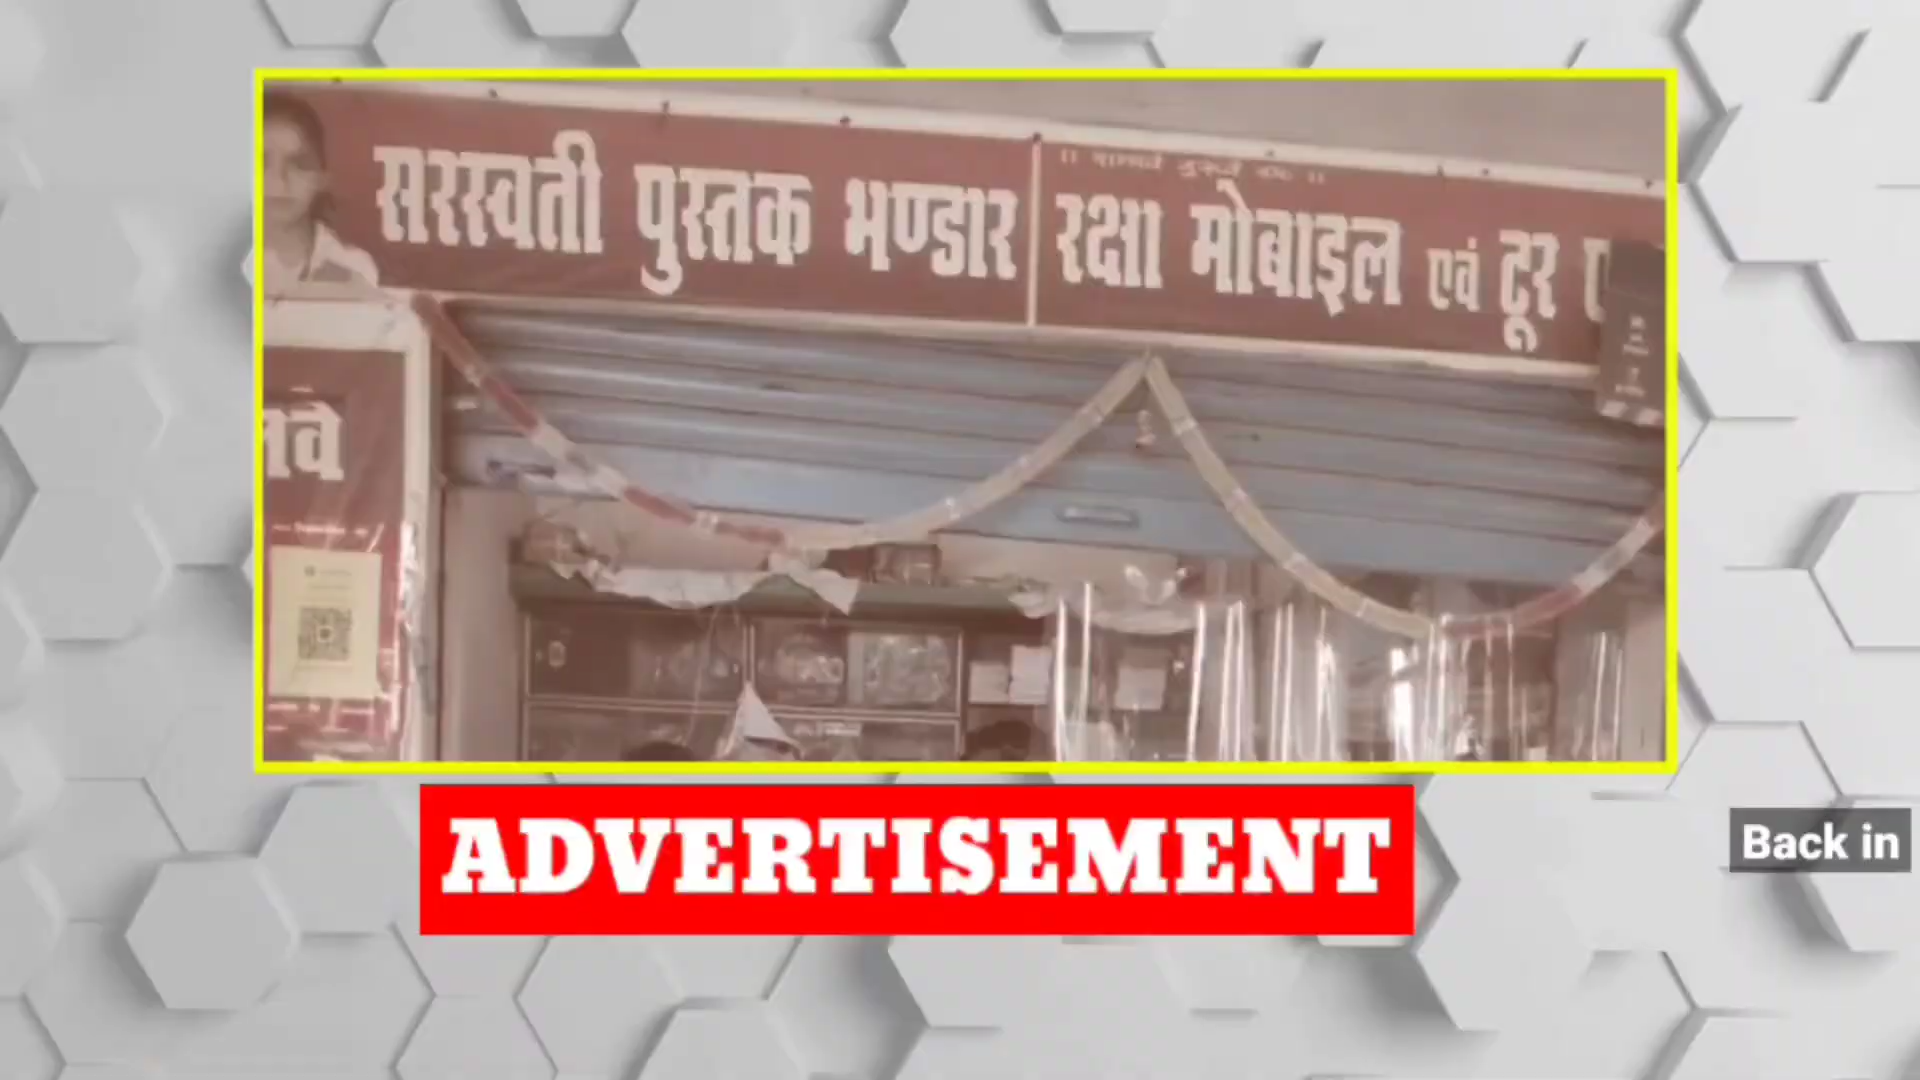 सरस्वती पुस्तक भण्डार
रक्षा मोबाइल एवं टूर
ADVERTISEMENT
Back in